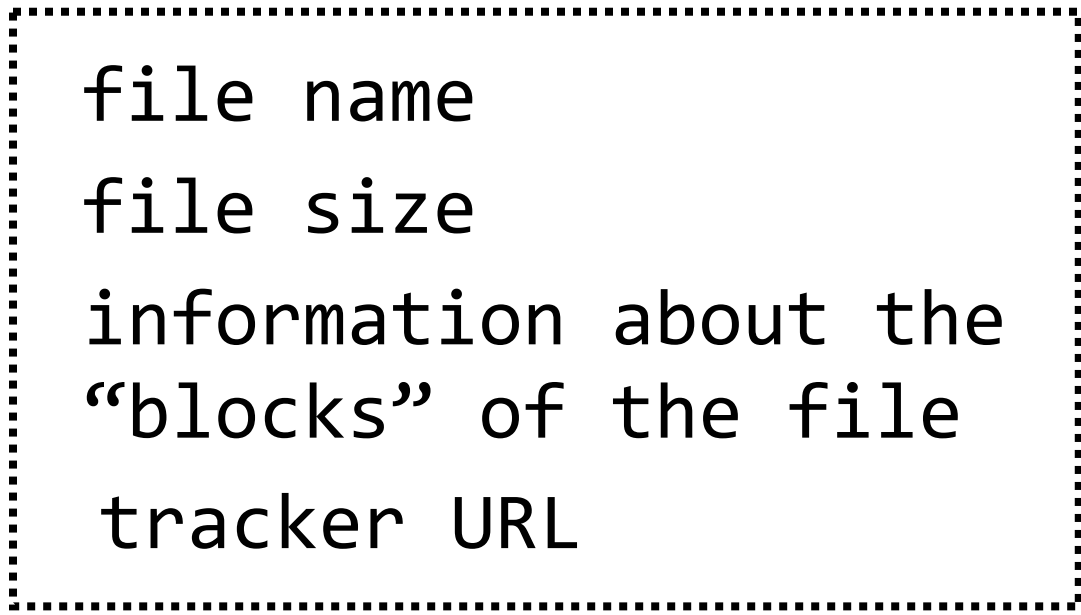 file name
file size
information about the
“blocks” of the file
tracker URL